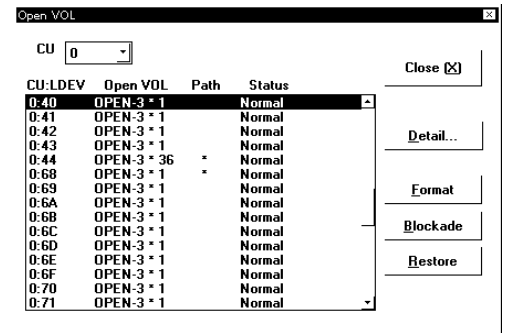 Open VOL
CU 0
Close (X)
CU:LDEV Open VOL Path Status
0:40 OPEN-3 * 1 Normal
0:41 OPEN-3 * 1 Normal
0:42 OPEN-3 * 1 Normal
0:43 OPEN-3 * 1 Normal
0:44 OPEN-3 * 36 * Normal
0:68 OPEN-3 * 1 * Normal
0:69 OPEN-3 * 1 Normal
0:6A OPEN-3 * 1 Normal
0:6B OPEN-3 * 1 Normal
0:6C OPEN-3 * 1 Normal
0:6D OPEN-3 * 1 Normal
0:6E OPEN-3 * 1 Normal
0:6F OPEN-3 * 1 Normal
0:70 OPEN-3 * 1 Normal
0:71 OPEN-3 * 1 Normal
Detail...
Format
Blockade
Restore